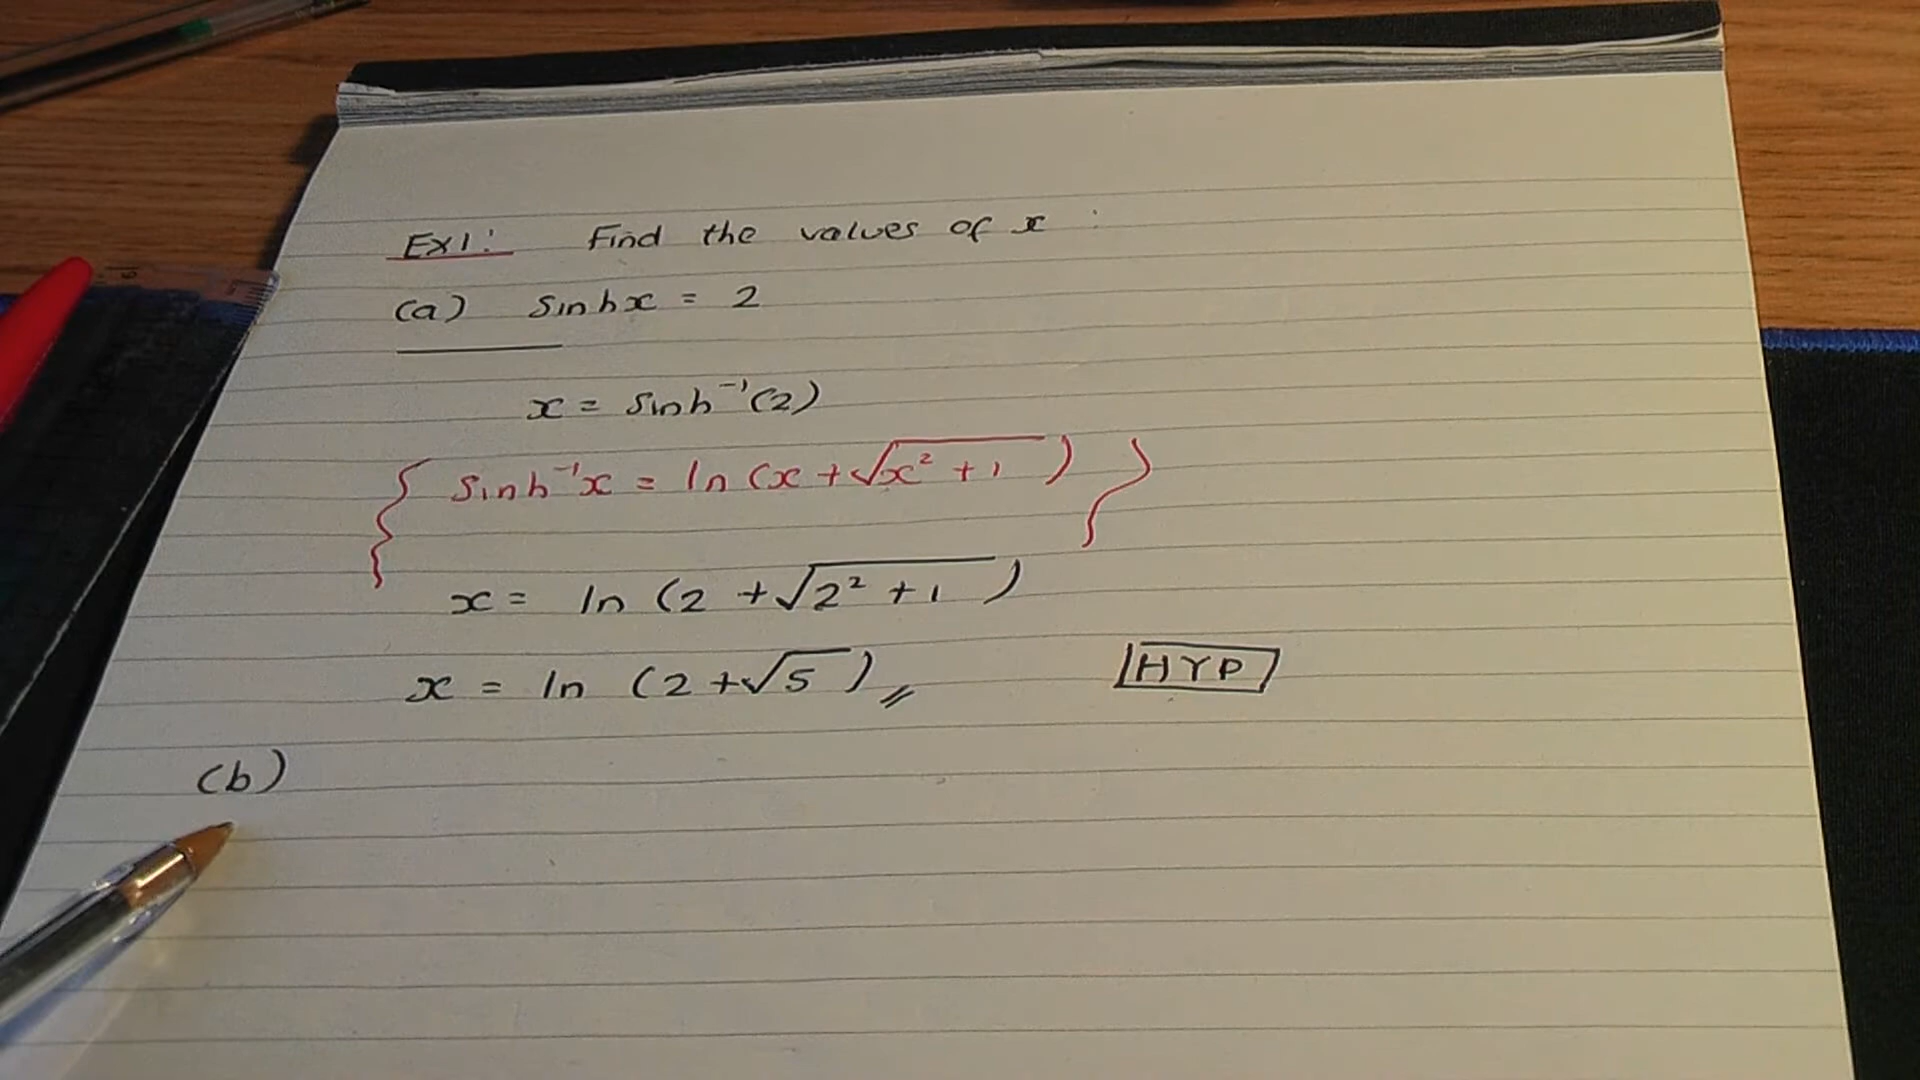 Ex1: Find the values of x :
(a) sinhx = 2
x = sinh⁻¹(2)
{ sinh⁻¹x = ln (x + √x² + 1 ) }
x = ln (2 + √2² + 1 )
x = ln (2 + √5 ) //
HYP
(b)